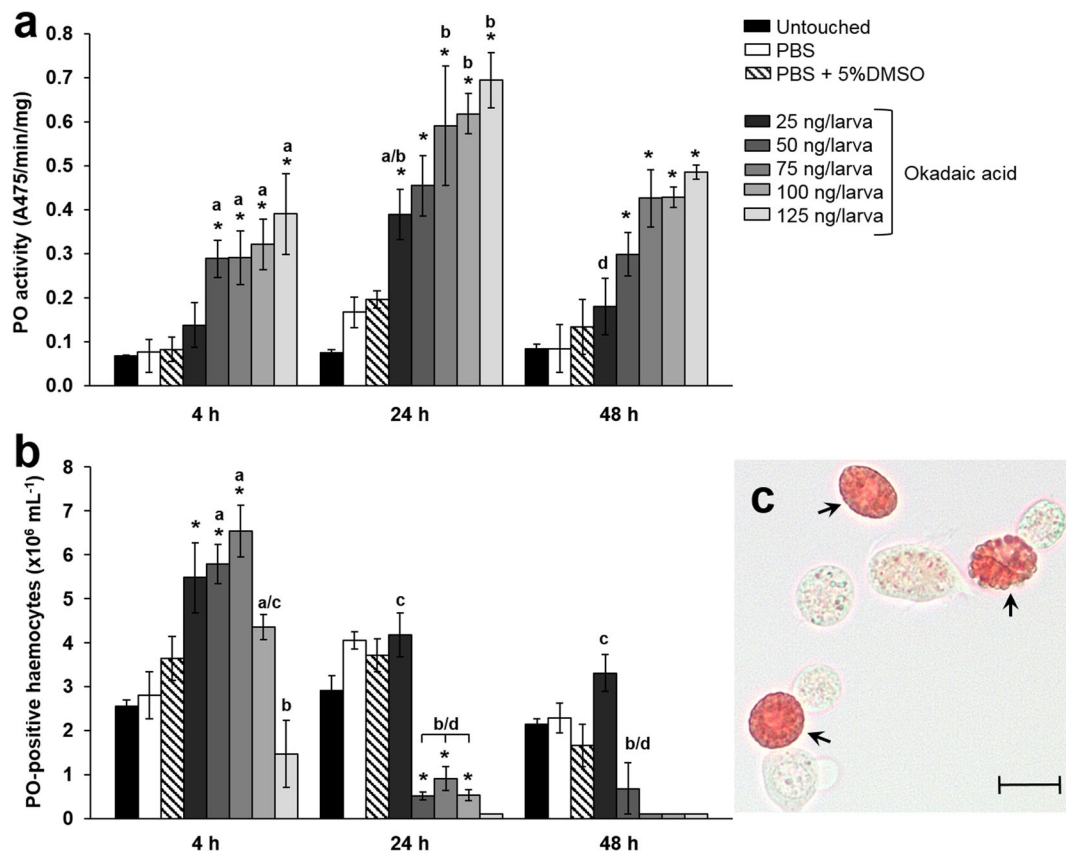 a
PO activity (A475/min/mg)
0.8
0.7
0.6
0.5
0.4
0.3
0.2
0.1
0.0
a
*
a
*
a
*
a
*
a/b
*
*
b
*
b
*
b
*
d
*
*
*
*
4 h
24 h
48 h
Untouched
PBS
PBS + 5%DMSO
25 ng/larva
50 ng/larva
75 ng/larva
100 ng/larva
125 ng/larva
Okadaic acid
b
PO-positive haemocytes (x10⁶ mL⁻¹)
8
7
6
5
4
3
2
1
0
*
a
*
a
*
a/c
b
c
b/d
*
*
*
c
b/d
4 h
24 h
48 h
c